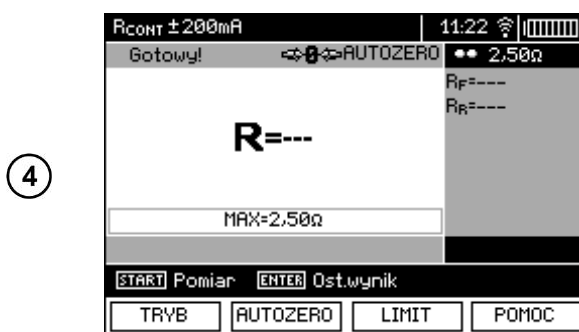 4
RCONT ±200mA 11:22
Gotowy! 0 AUTOZERO 2,50Ω
RF=---
RR=---
R=---
MAX=2,50Ω
START Pomiar ENTER Ost.wynik
TRYB AUTOZERO LIMIT POMOC